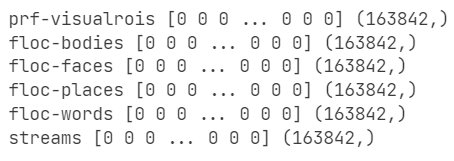 prf-visualrois [0 0 0 ... 0 0 0] (163842,)
floc-bodies [0 0 0 ... 0 0 0] (163842,)
floc-faces [0 0 0 ... 0 0 0] (163842,)
floc-places [0 0 0 ... 0 0 0] (163842,)
floc-words [0 0 0 ... 0 0 0] (163842,)
streams [0 0 0 ... 0 0 0] (163842,)